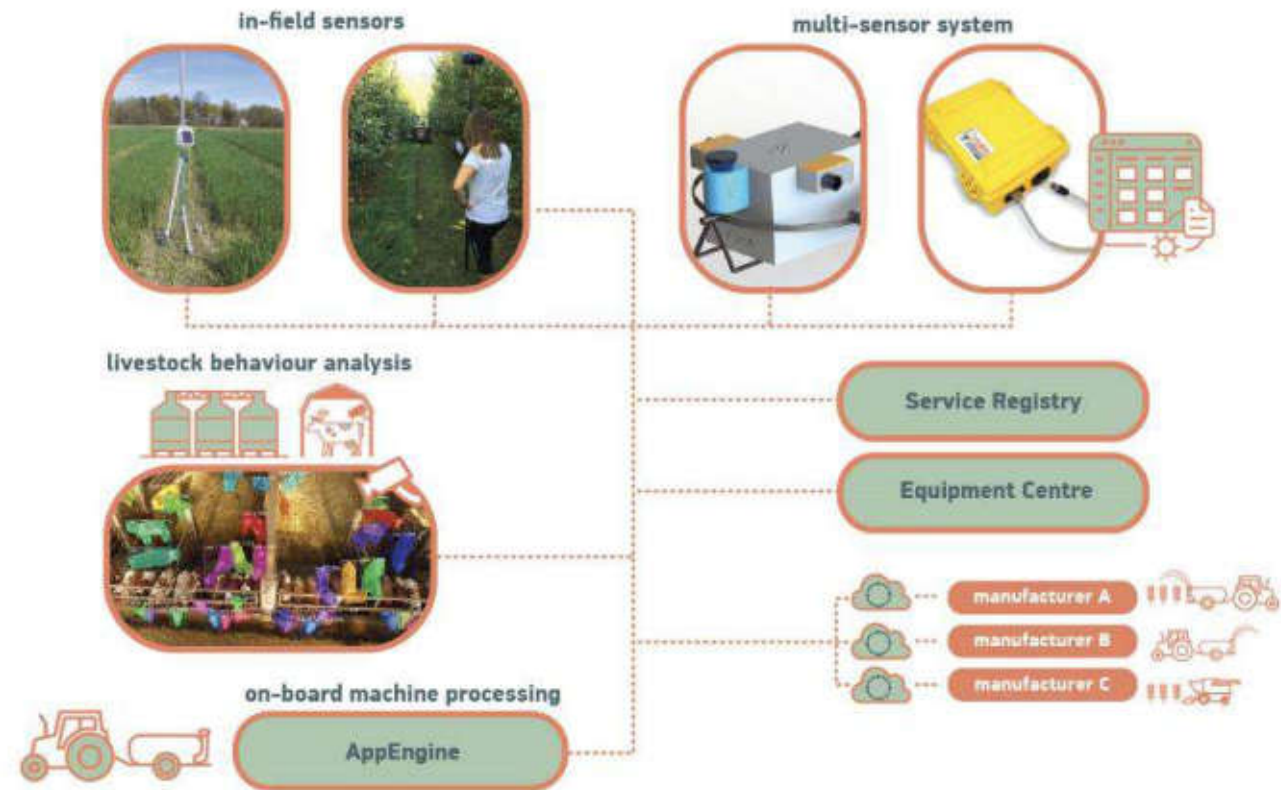 in-field sensors
multi-sensor system
livestock behaviour analysis
Service Registry
Equipment Centre
manufacturer A
manufacturer B
manufacturer C
on-board machine processing
AppEngine